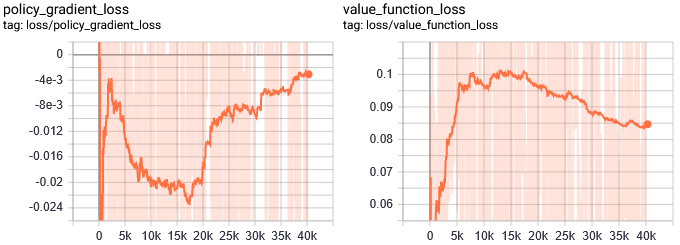 policy_gradient_loss
tag: loss/policy_gradient_loss
0
-4e-3
-8e-3
-0.012
-0.016
-0.02
-0.024
0 5k 10k 15k 20k 25k 30k 35k 40k
value_function_loss
tag: loss/value_function_loss
0.1
0.09
0.08
0.07
0.06
0 5k 10k 15k 20k 25k 30k 35k 40k